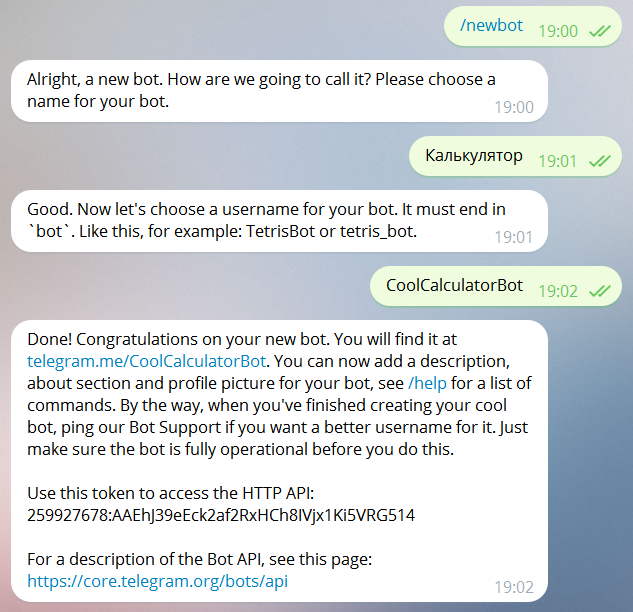 /newbot 19:00
Alright, a new bot. How are we going to call it? Please choose a
name for your bot.
19:00
Калькулятор 19:01
Good. Now let's choose a username for your bot. It must end in
`bot`. Like this, for example: TetrisBot or tetris_bot.
19:01
CoolCalculatorBot 19:02
Done! Congratulations on your new bot. You will find it at
telegram.me/CoolCalculatorBot. You can now add a description,
about section and profile picture for your bot, see /help for a list of
commands. By the way, when you've finished creating your cool
bot, ping our Bot Support if you want a better username for it. Just
make sure the bot is fully operational before you do this.
Use this token to access the HTTP API:
259927678:AAEhJ39eEck2af2RxHCh8lVjx1Ki5VRG514
For a description of the Bot API, see this page:
https://core.telegram.org/bots/api
19:02